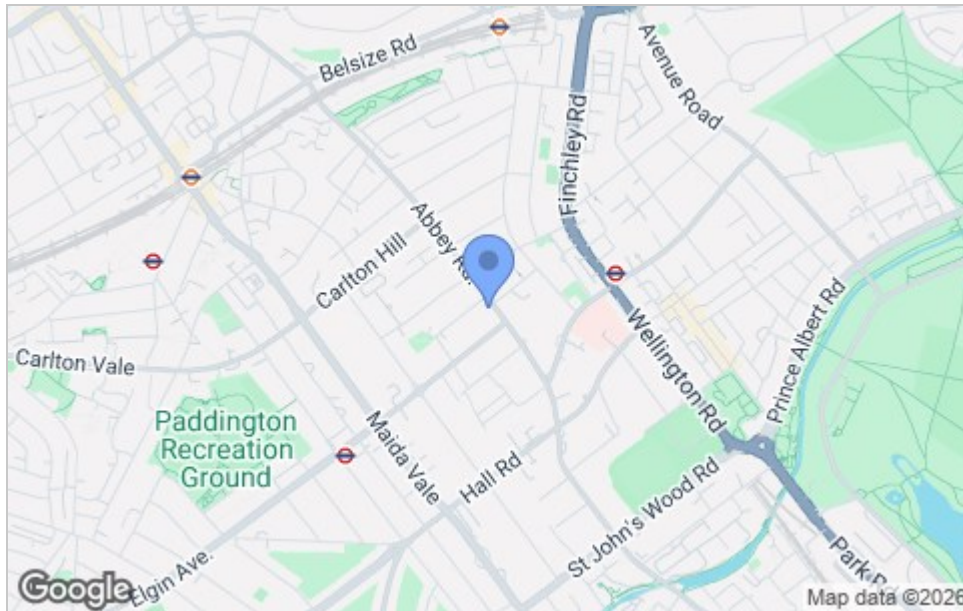 Belsize Rd
Avenue Road
Finchley Rd
Abbey Rd.
Carlton Hill
Prince Albert Rd
Wellington Rd
Carlton Vale
Paddington
Recreation
Ground
Maida Vale
Hall Rd
St John's Wood Rd
Elgin Ave.
Park
Google
Map data ©2026